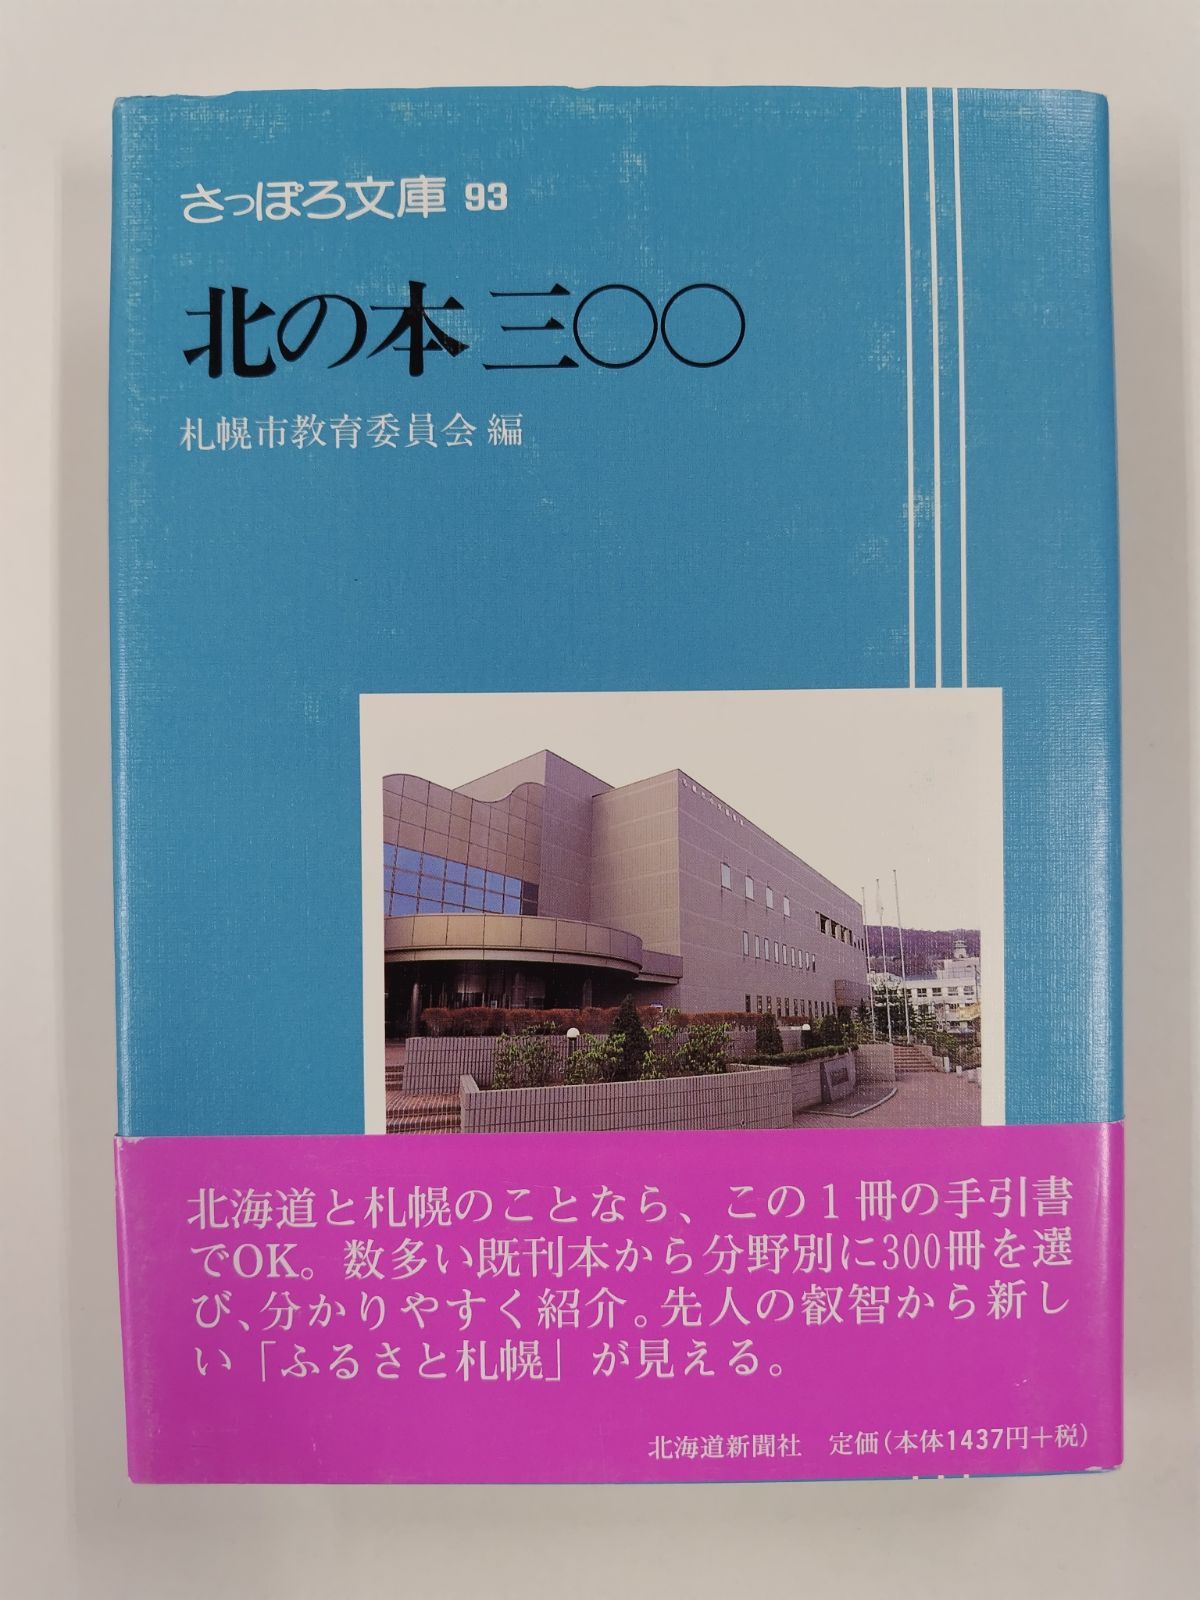 さっぽろ文庫 93
北の本 三〇〇
札幌市教育委員会 編
北海道と札幌のことなら、この1冊の手引書
でOK。数多い既刊本から分野別に300冊を選
び、分かりやすく紹介。先人の叡智から新し
い「ふるさと札幌」が見える。
北海道新聞社 定価(本体1437円+税)